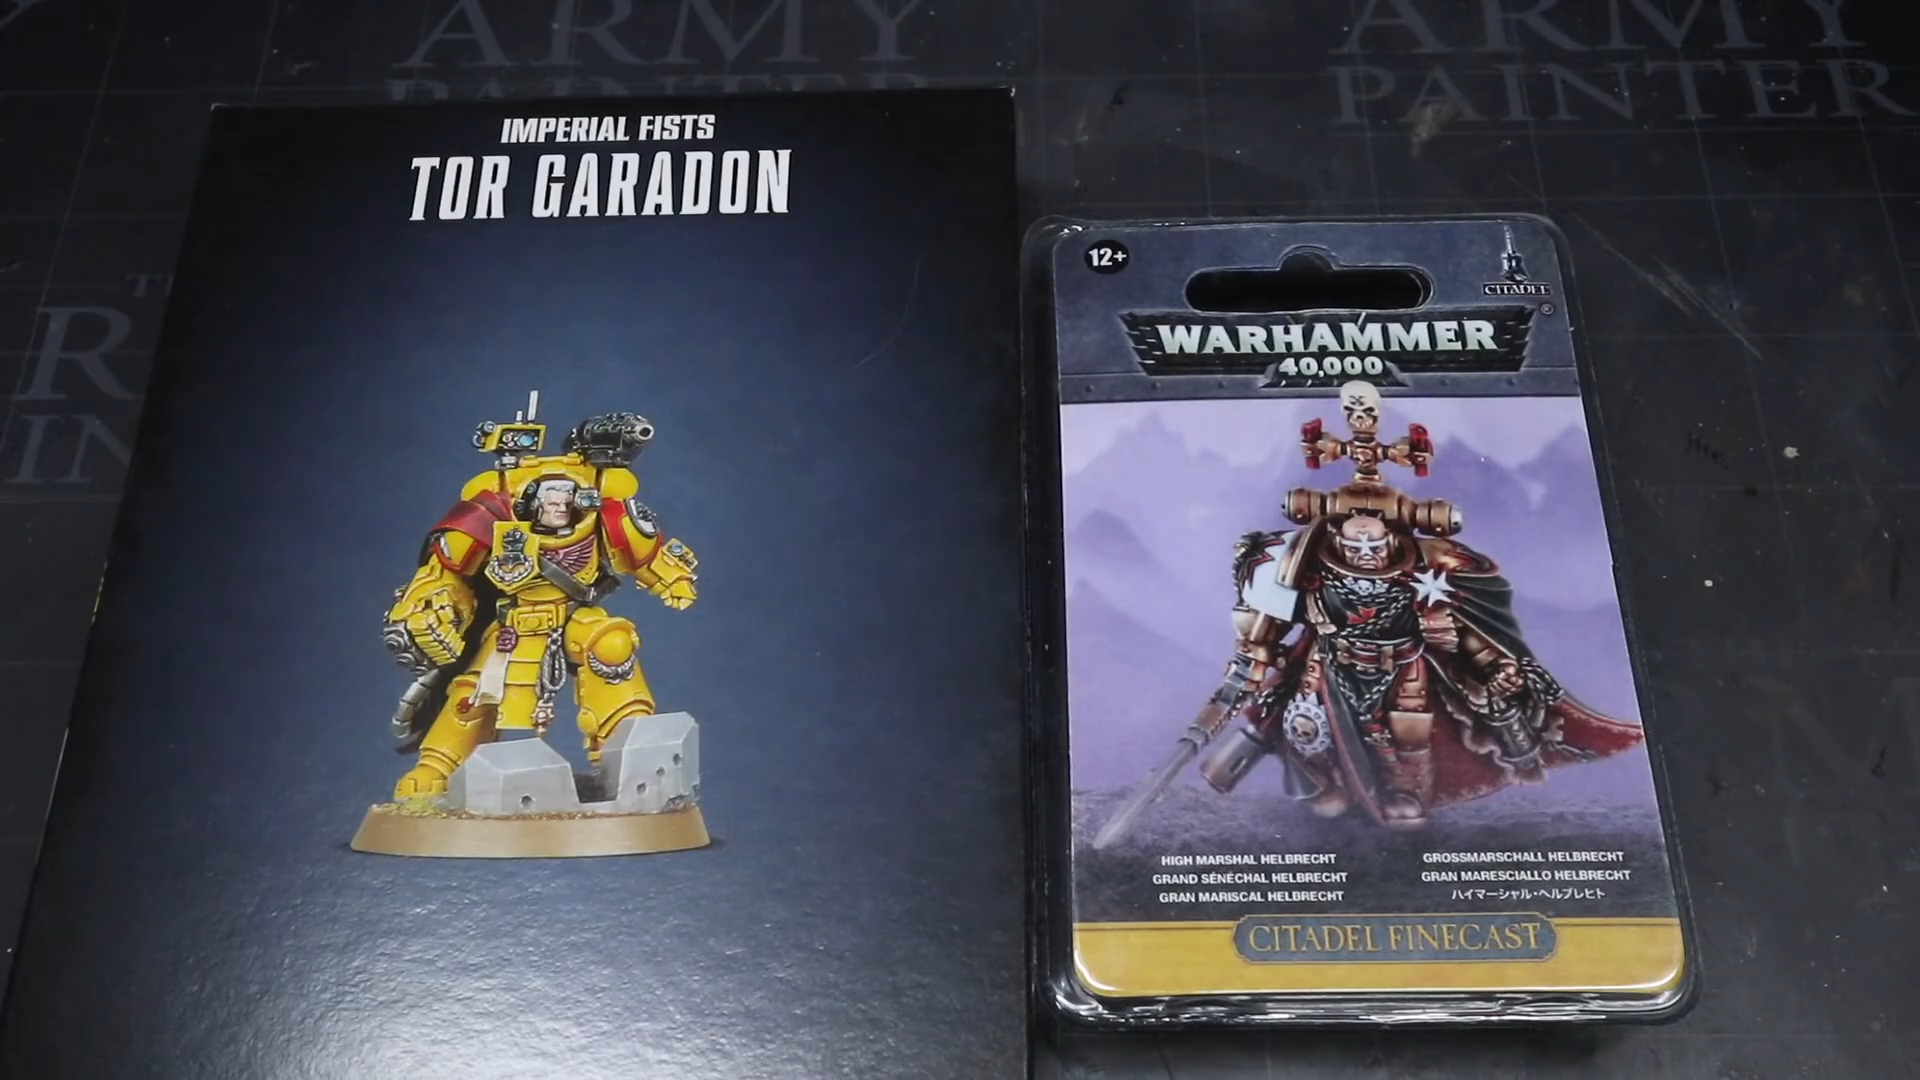 ARMY
PAINTER
ARMY
PAINTER
TM
IMPERIAL FISTS
TOR GARADON
12+
CITADEL
®
WARHAMMER
40,000
HIGH MARSHAL HELBRECHT
GRAND SÉNÉCHAL HELBRECHT
GRAN MARISCAL HELBRECHT
GROSSMARSCHALL HELBRECHT
GRAN MARESCIALLO HELBRECHT
ハイマーシャル・ヘルブレヒト
CITADEL FINECAST